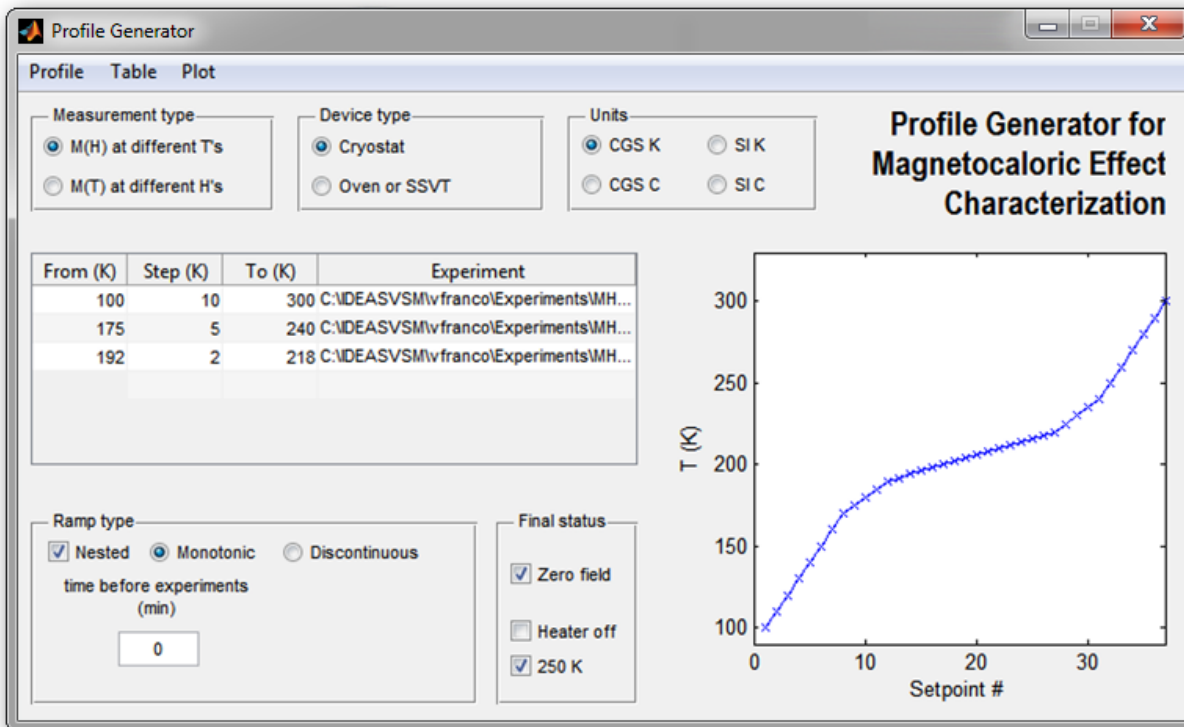 Profile Generator
Profile Table Plot
Measurement type
M(H) at different T's
M(T) at different H's
Device type
Cryostat
Oven or SSVT
Units
CGS K
SI K
CGS C
SI C
Profile Generator for
Magnetocaloric Effect
Characterization
From (K) Step (K) To (K) Experiment
100 10 300 C:\IDEASVSM\vfranco\Experiments\MH...
175 5 240 C:\IDEASVSM\vfranco\Experiments\MH...
192 2 218 C:\IDEASVSM\vfranco\Experiments\MH...
Ramp type
Nested Monotonic Discontinuous
time before experiments
(min)
0
Final status
Zero field
Heater off
250 K
T (K)
300
250
200
150
100
0 10 20 30
Setpoint #